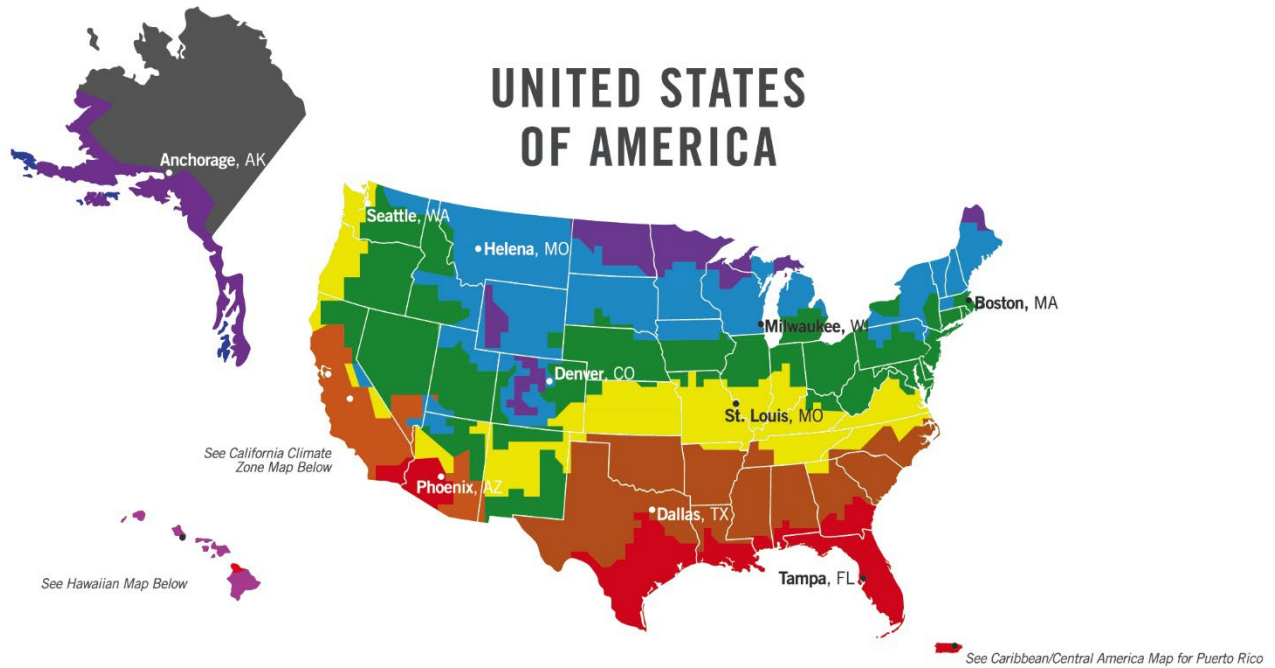 UNITED STATES
OF AMERICA
Anchorage, AK
Seattle, WA
Helena, MO
Boston, MA
Milwaukee, WI
Denver, CO
St. Louis, MO
See California Climate
Zone Map Below
Phoenix, AZ
Dallas, TX
See Hawaiian Map Below
Tampa, FL
See Caribbean/Central America Map for Puerto Rico